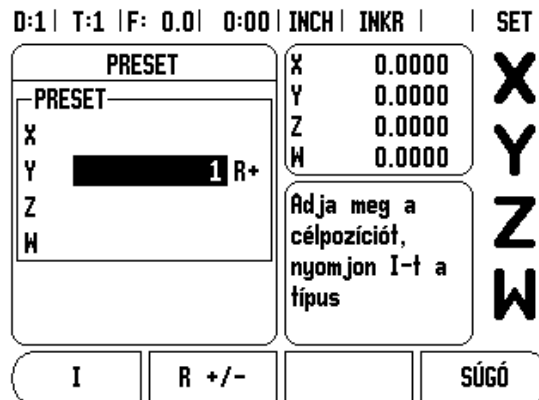 D:1 | T:1 | F: 0.0 | 0:00 | INCH | INKR | | SET
PRESET
PRESET
X
Y 1 R+
Z
W
X 0.0000
Y 0.0000
Z 0.0000
W 0.0000
Adja meg a
célpozíciót,
nyomjon I-t a
típus
X
Y
Z
W
I
R +/-
SÚGÓ